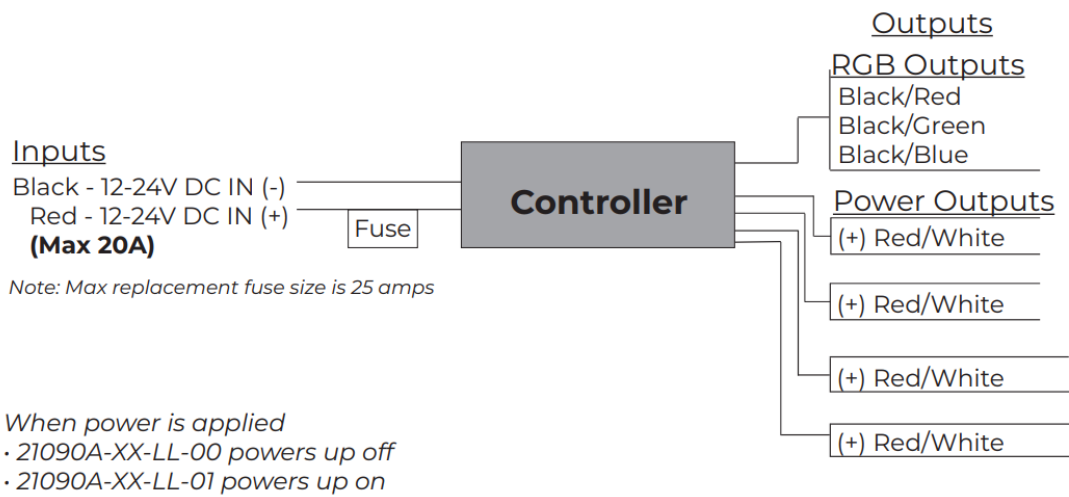 Inputs
Black - 12-24V DC IN (-)
Red - 12-24V DC IN (+)
(Max 20A)
Note: Max replacement fuse size is 25 amps
Fuse
Controller
Outputs
RGB Outputs
Black/Red
Black/Green
Black/Blue
Power Outputs
(+) Red/White
(+) Red/White
(+) Red/White
(+) Red/White
When power is applied
• 21090A-XX-LL-00 powers up off
• 21090A-XX-LL-01 powers up on